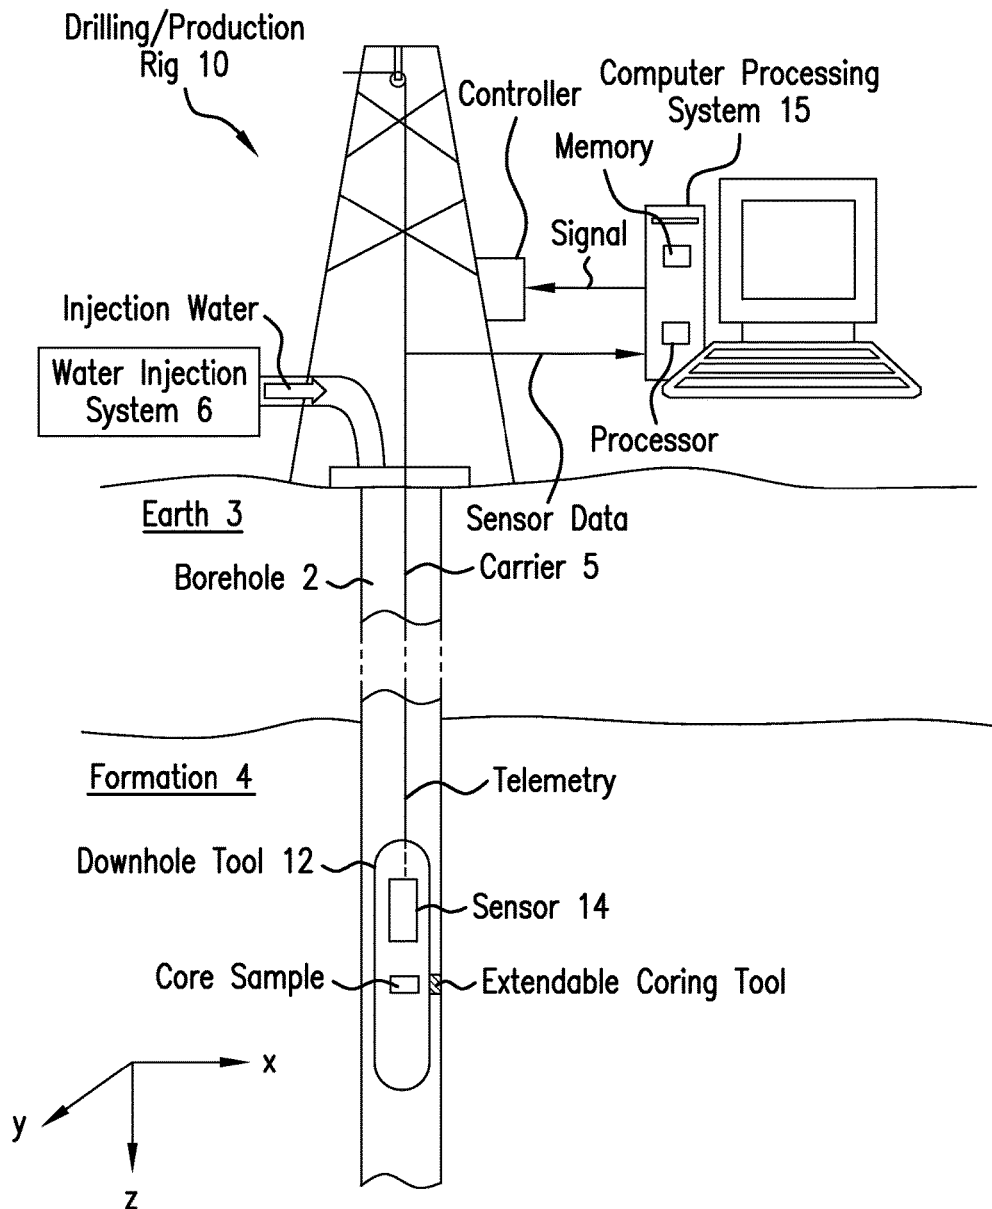 Drilling/Production
Rig 10
Controller
Computer Processing
System 15
Memory
Signal
Injection Water
Water Injection
System 6
Processor
Sensor Data
Earth 3
Borehole 2
Carrier 5
Formation 4
Telemetry
Downhole Tool 12
Sensor 14
Core Sample
Extendable Coring Tool
x
y
z